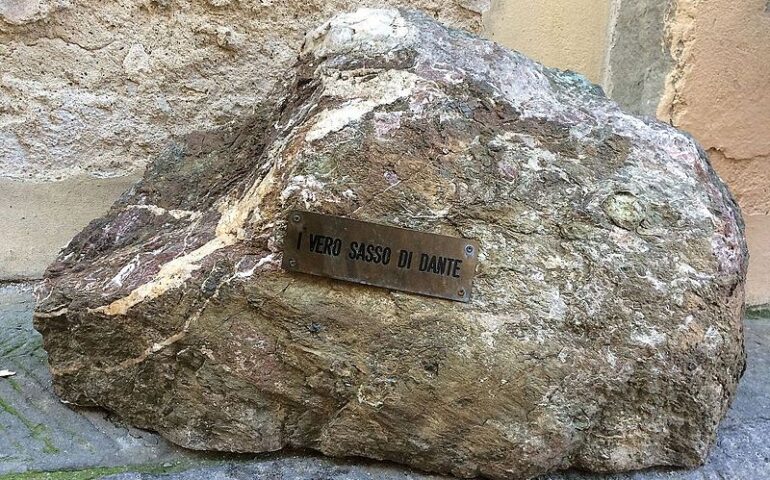 I VERO SASSO DI DANTE